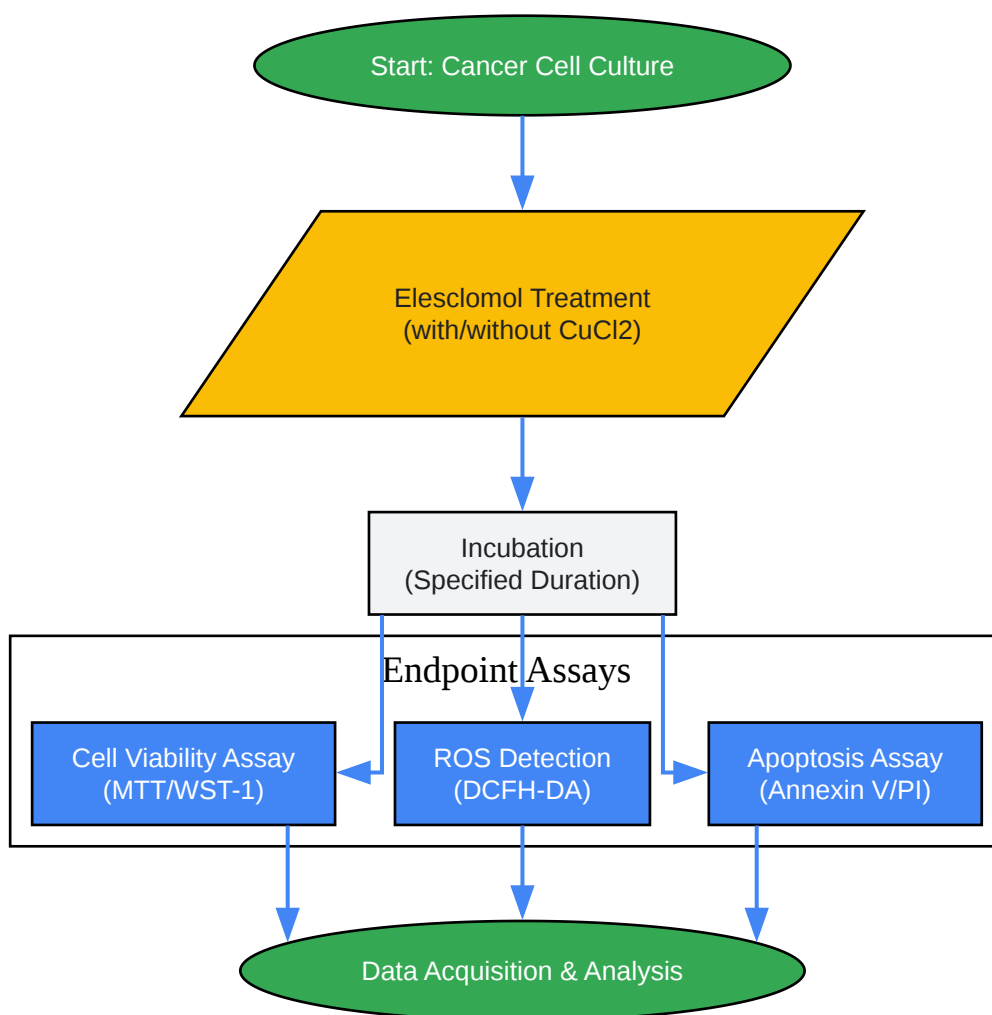 Start: Cancer Cell Culture
Elesclomol Treatment
(with/without CuCl2)
Incubation
(Specified Duration)
Endpoint Assays
Cell Viability Assay
(MTT/WST-1)
ROS Detection
(DCFH-DA)
Apoptosis Assay
(Annexin V/PI)
Data Acquisition & Analysis